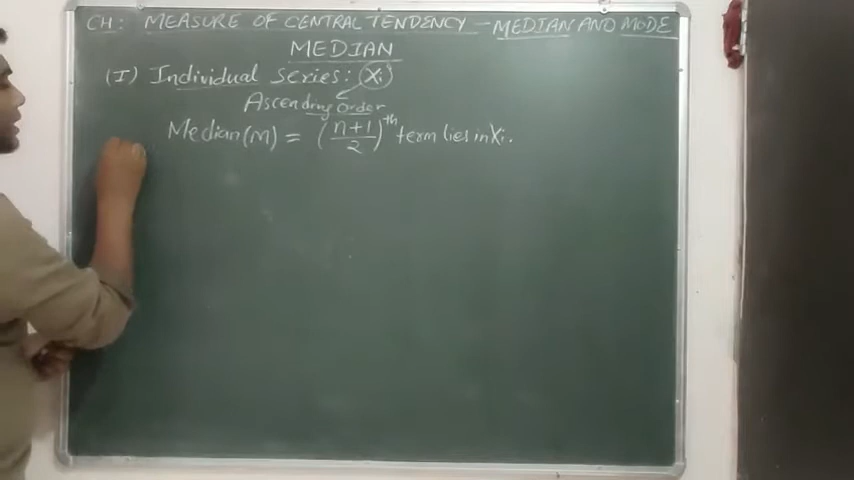 CH: MEASURE OF CENTRAL TENDENCY - MEDIAN AND MODE
MEDIAN
(I) Individual series: Xi
Ascending order
Median(M) = (n+1/2)th term lies in Xi.